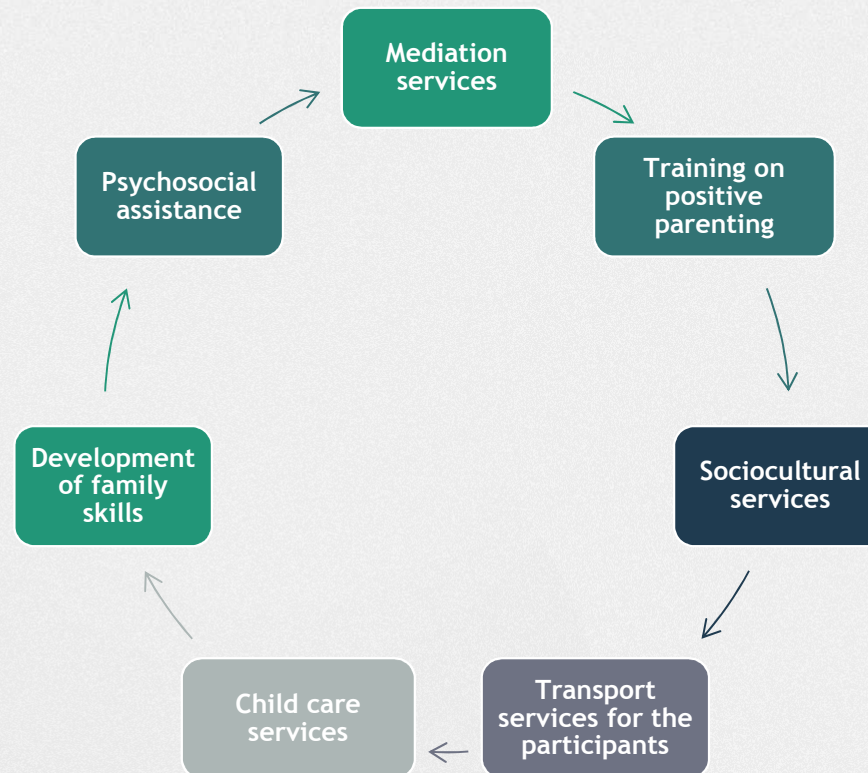 Mediation
services
Training on
positive
parenting
Sociocultural
services
Transport
services for the
participants
Child care
services
Development
of family
skills
Psychosocial
assistance